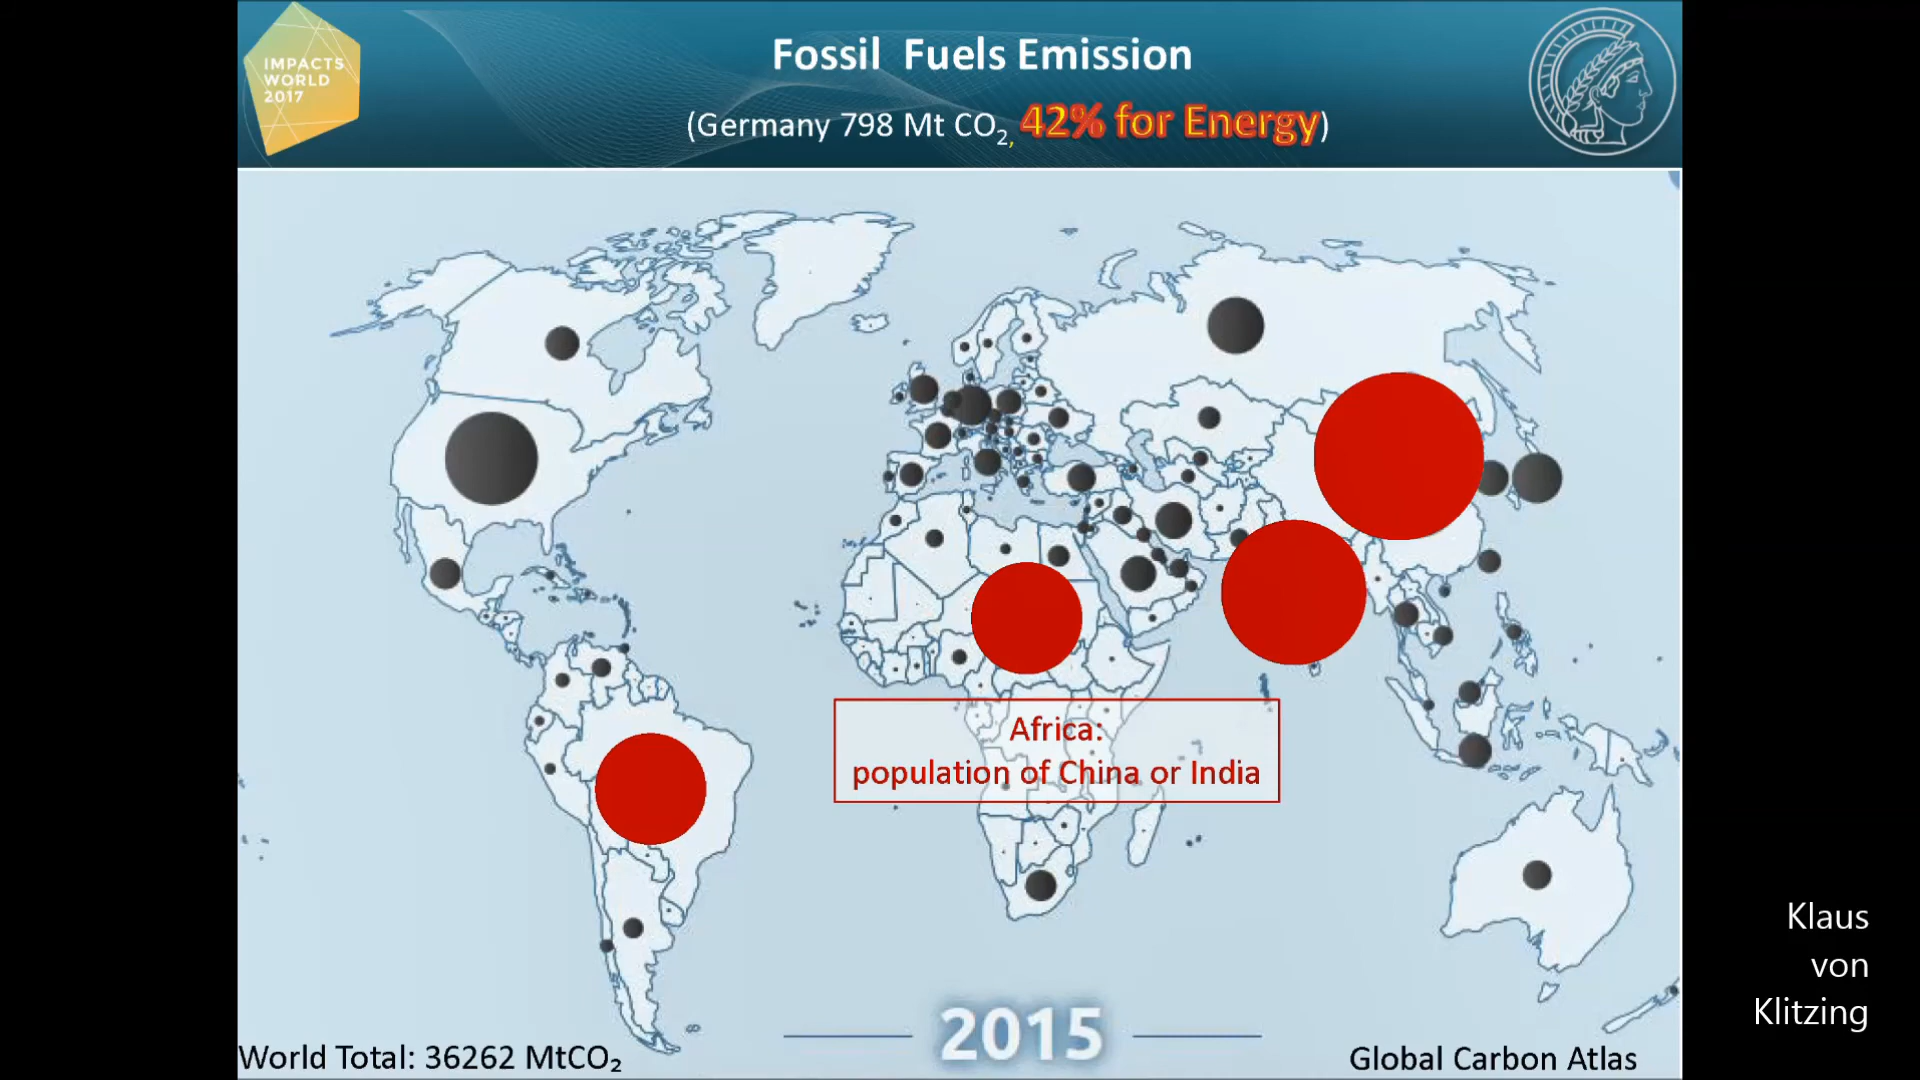 IMPACTS
WORLD
2017
Fossil Fuels Emission
(Germany 798 Mt CO₂, 42% for Energy)
Africa:
population of China or India
2015
World Total: 36262 MtCO₂
Global Carbon Atlas
Klaus
von
Klitzing